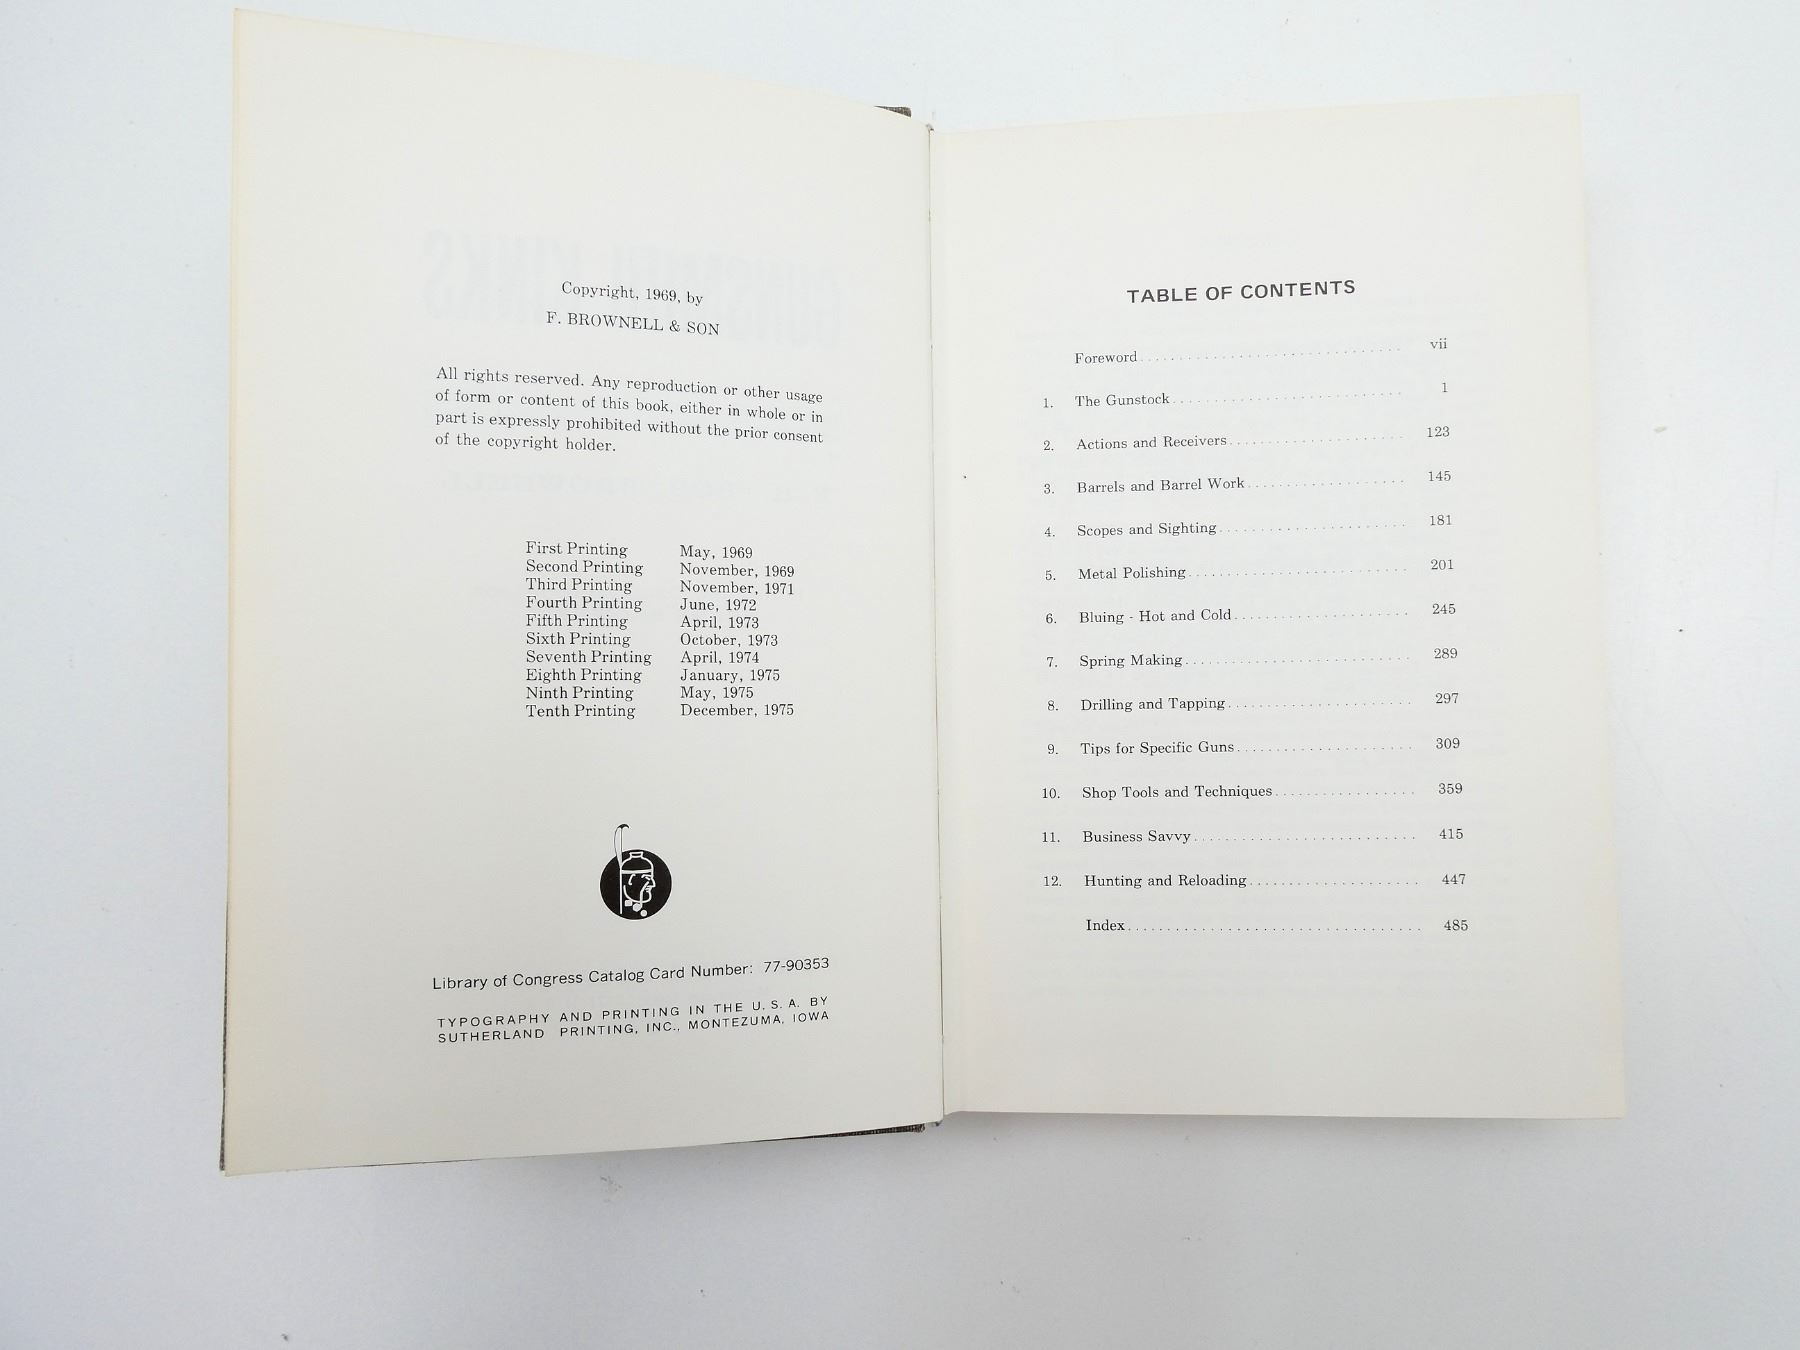 Copyright, 1969, by
F. BROWNELL & SON
All rights reserved. Any reproduction or other usage
of form or content of this book, either in whole or in
part is expressly prohibited without the prior consent
of the copyright holder.
First Printing May, 1969
Second Printing November, 1969
Third Printing November, 1971
Fourth Printing June, 1972
Fifth Printing April, 1973
Sixth Printing October, 1973
Seventh Printing April, 1974
Eighth Printing January, 1975
Ninth Printing May, 1975
Tenth Printing December, 1975
Library of Congress Catalog Card Number: 77-90353
TYPOGRAPHY AND PRINTING IN THE U. S. A. BY
SUTHERLAND PRINTING, INC., MONTEZUMA, IOWA
TABLE OF CONTENTS
Foreword vii
1. The Gunstock 1
2. Actions and Receivers 123
3. Barrels and Barrel Work 145
4. Scopes and Sighting 181
5. Metal Polishing 201
6. Bluing - Hot and Cold 245
7. Spring Making 289
8. Drilling and Tapping 297
9. Tips for Specific Guns 309
10. Shop Tools and Techniques 359
11. Business Savvy 415
12. Hunting and Reloading 447
Index 485